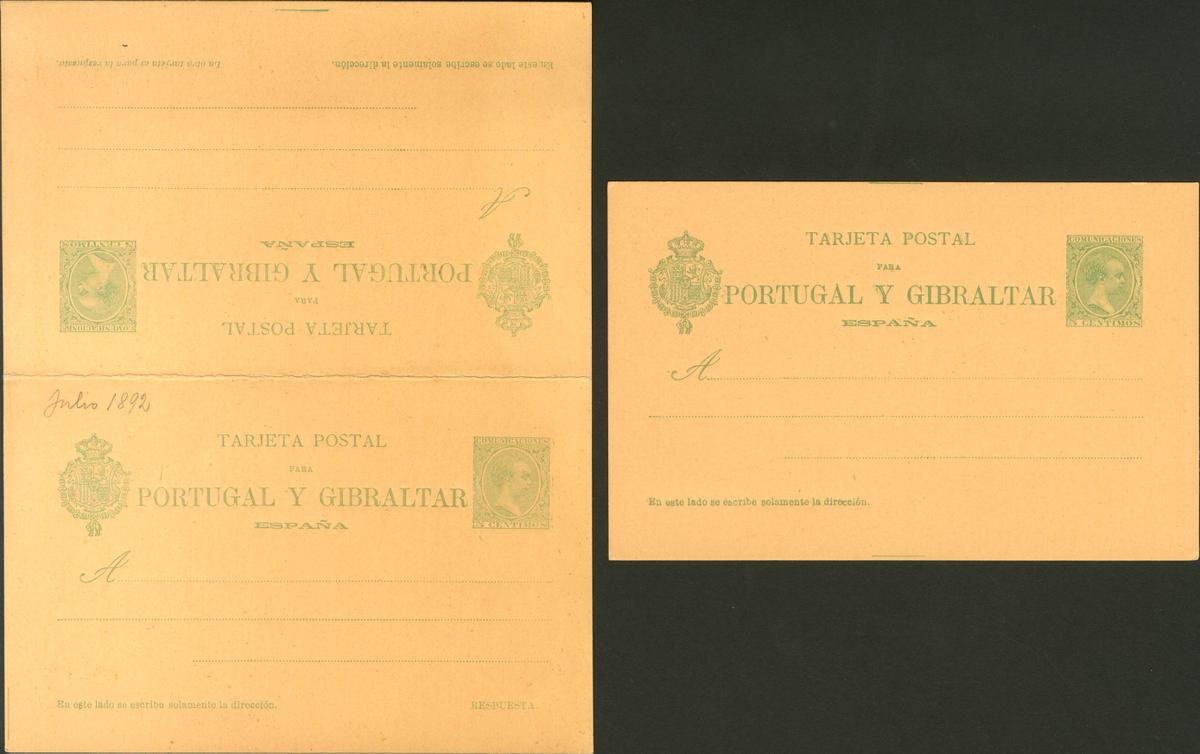 En este lado se escribe solamente la dirección.
La otra tarjeta es para la respuesta.
A
TARJETA POSTAL
PARA
PORTUGAL Y GIBRALTAR
ESPAÑA
COMUNICACIONES
5 CENTIMOS
Julio 1892
TARJETA POSTAL
PARA
PORTUGAL Y GIBRALTAR
ESPAÑA
COMUNICACIONES
5 CENTIMOS
A
En este lado se escribe solamente la dirección.
RESPUESTA.
TARJETA POSTAL
PARA
PORTUGAL Y GIBRALTAR
ESPAÑA
COMUNICACIONES
5 CENTIMOS
A
En este lado se escribe solamente la dirección.